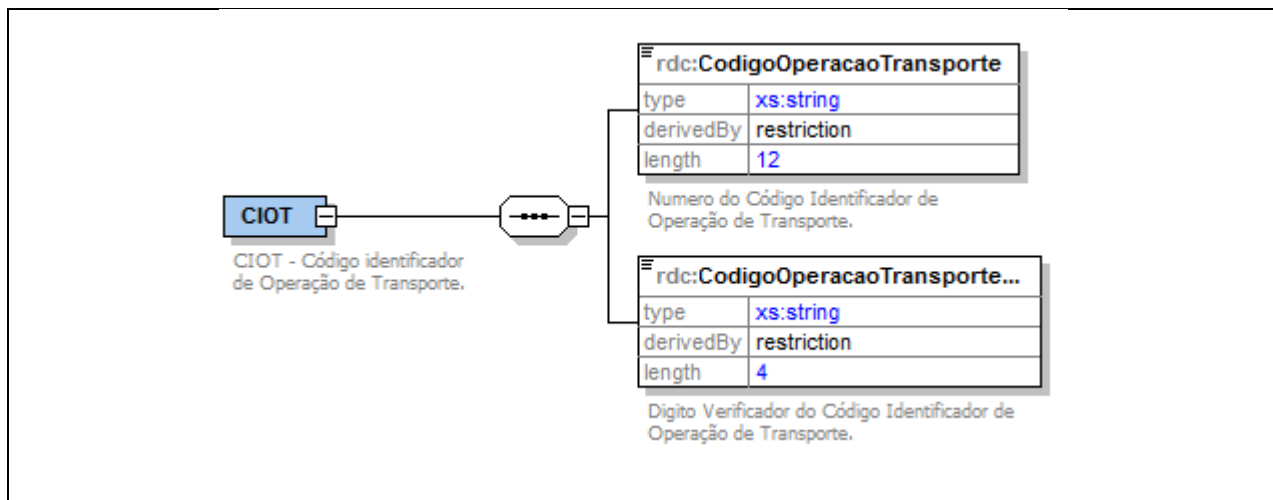 rdc:CodigoOperacaoTransporte
type xs:string
derivedBy restriction
length 12
Numero do Código Identificador de
Operação de Transporte.
CIOT
CIOT - Código identificador
de Operação de Transporte.
rdc:CodigoOperacaoTransporte...
type xs:string
derivedBy restriction
length 4
Digito Verificador do Código Identificador de
Operação de Transporte.